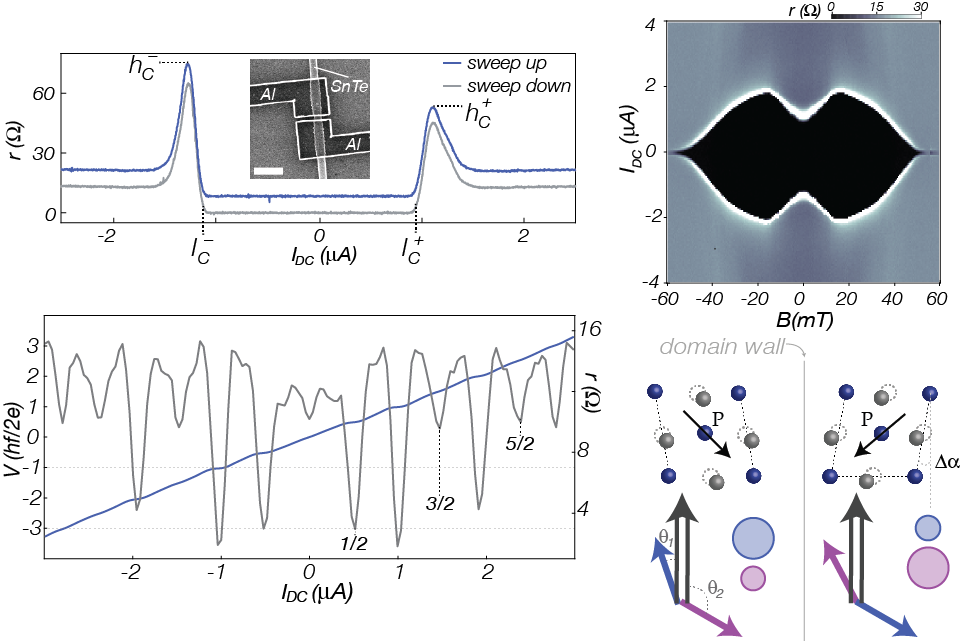 h_C^-
60
30
0
r (Ω)
Al
SnTe
Al
sweep up
sweep down
h_C^+
-2
0
2
I_C^-
I_DC (μA)
I_C^+
r (Ω)
0
15
30
4
2
0
-2
-4
I_DC (μA)
-60
-40
-20
0
20
40
60
B(mT)
3
2
1
0
-1
-2
-3
V (hf/2e)
1/2
3/2
5/2
16
8
4
r (Ω)
-2
-1
0
1
2
I_DC (μA)
domain wall
P
P
Δα
θ_1
θ_2